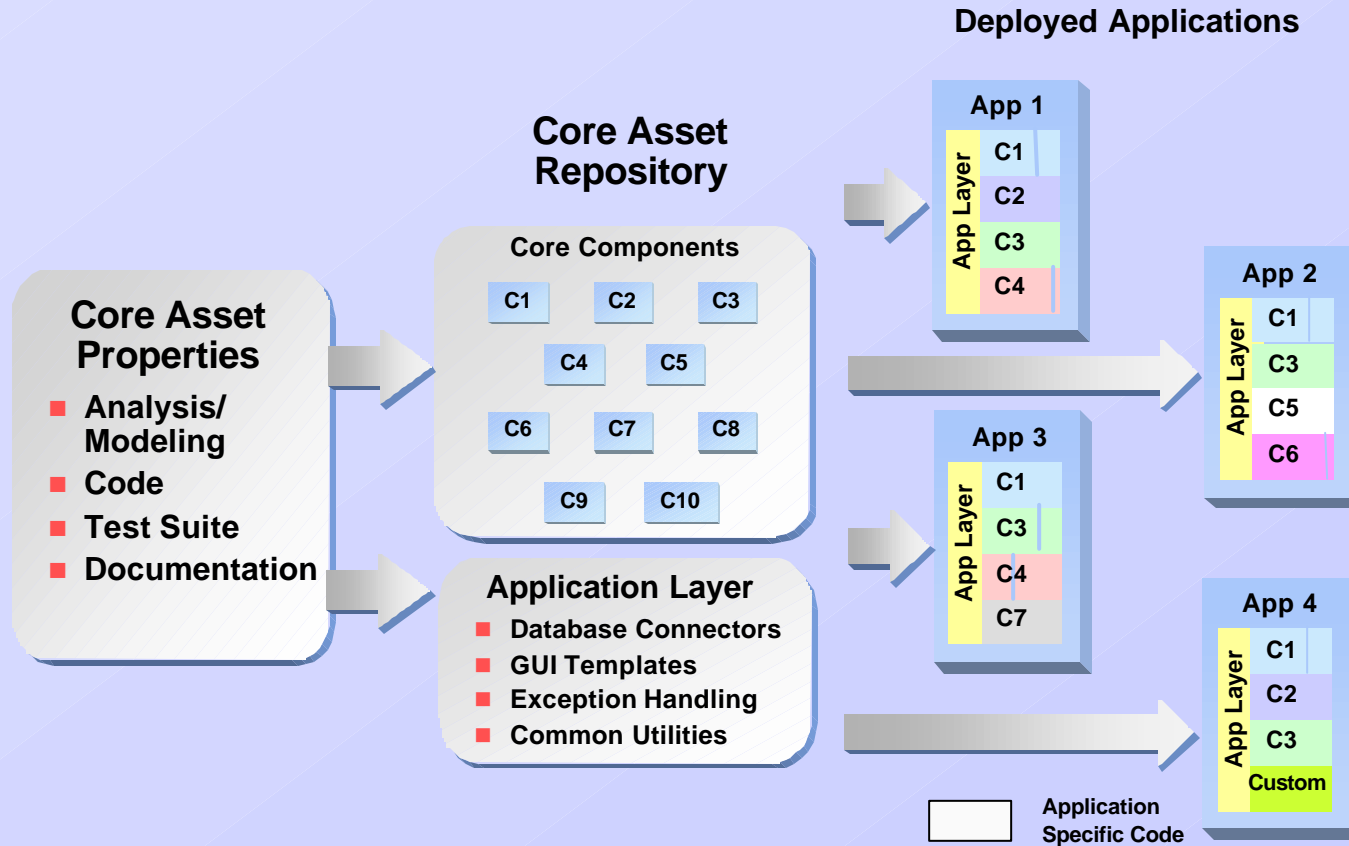 Deployed Applications
Core Asset
Repository
Core Asset
Properties
Analysis/
Modeling
Code
Test Suite
Documentation
Core Components
C1
C2
C3
C4
C5
C6
C7
C8
C9
C10
Application Layer
Database Connectors
GUI Templates
Exception Handling
Common Utilities
App 1
App Layer
C1
C2
C3
C4
App 2
App Layer
C1
C3
C5
C6
App 3
App Layer
C1
C3
C4
C7
App 4
App Layer
C1
C2
C3
Custom
Application
Specific Code